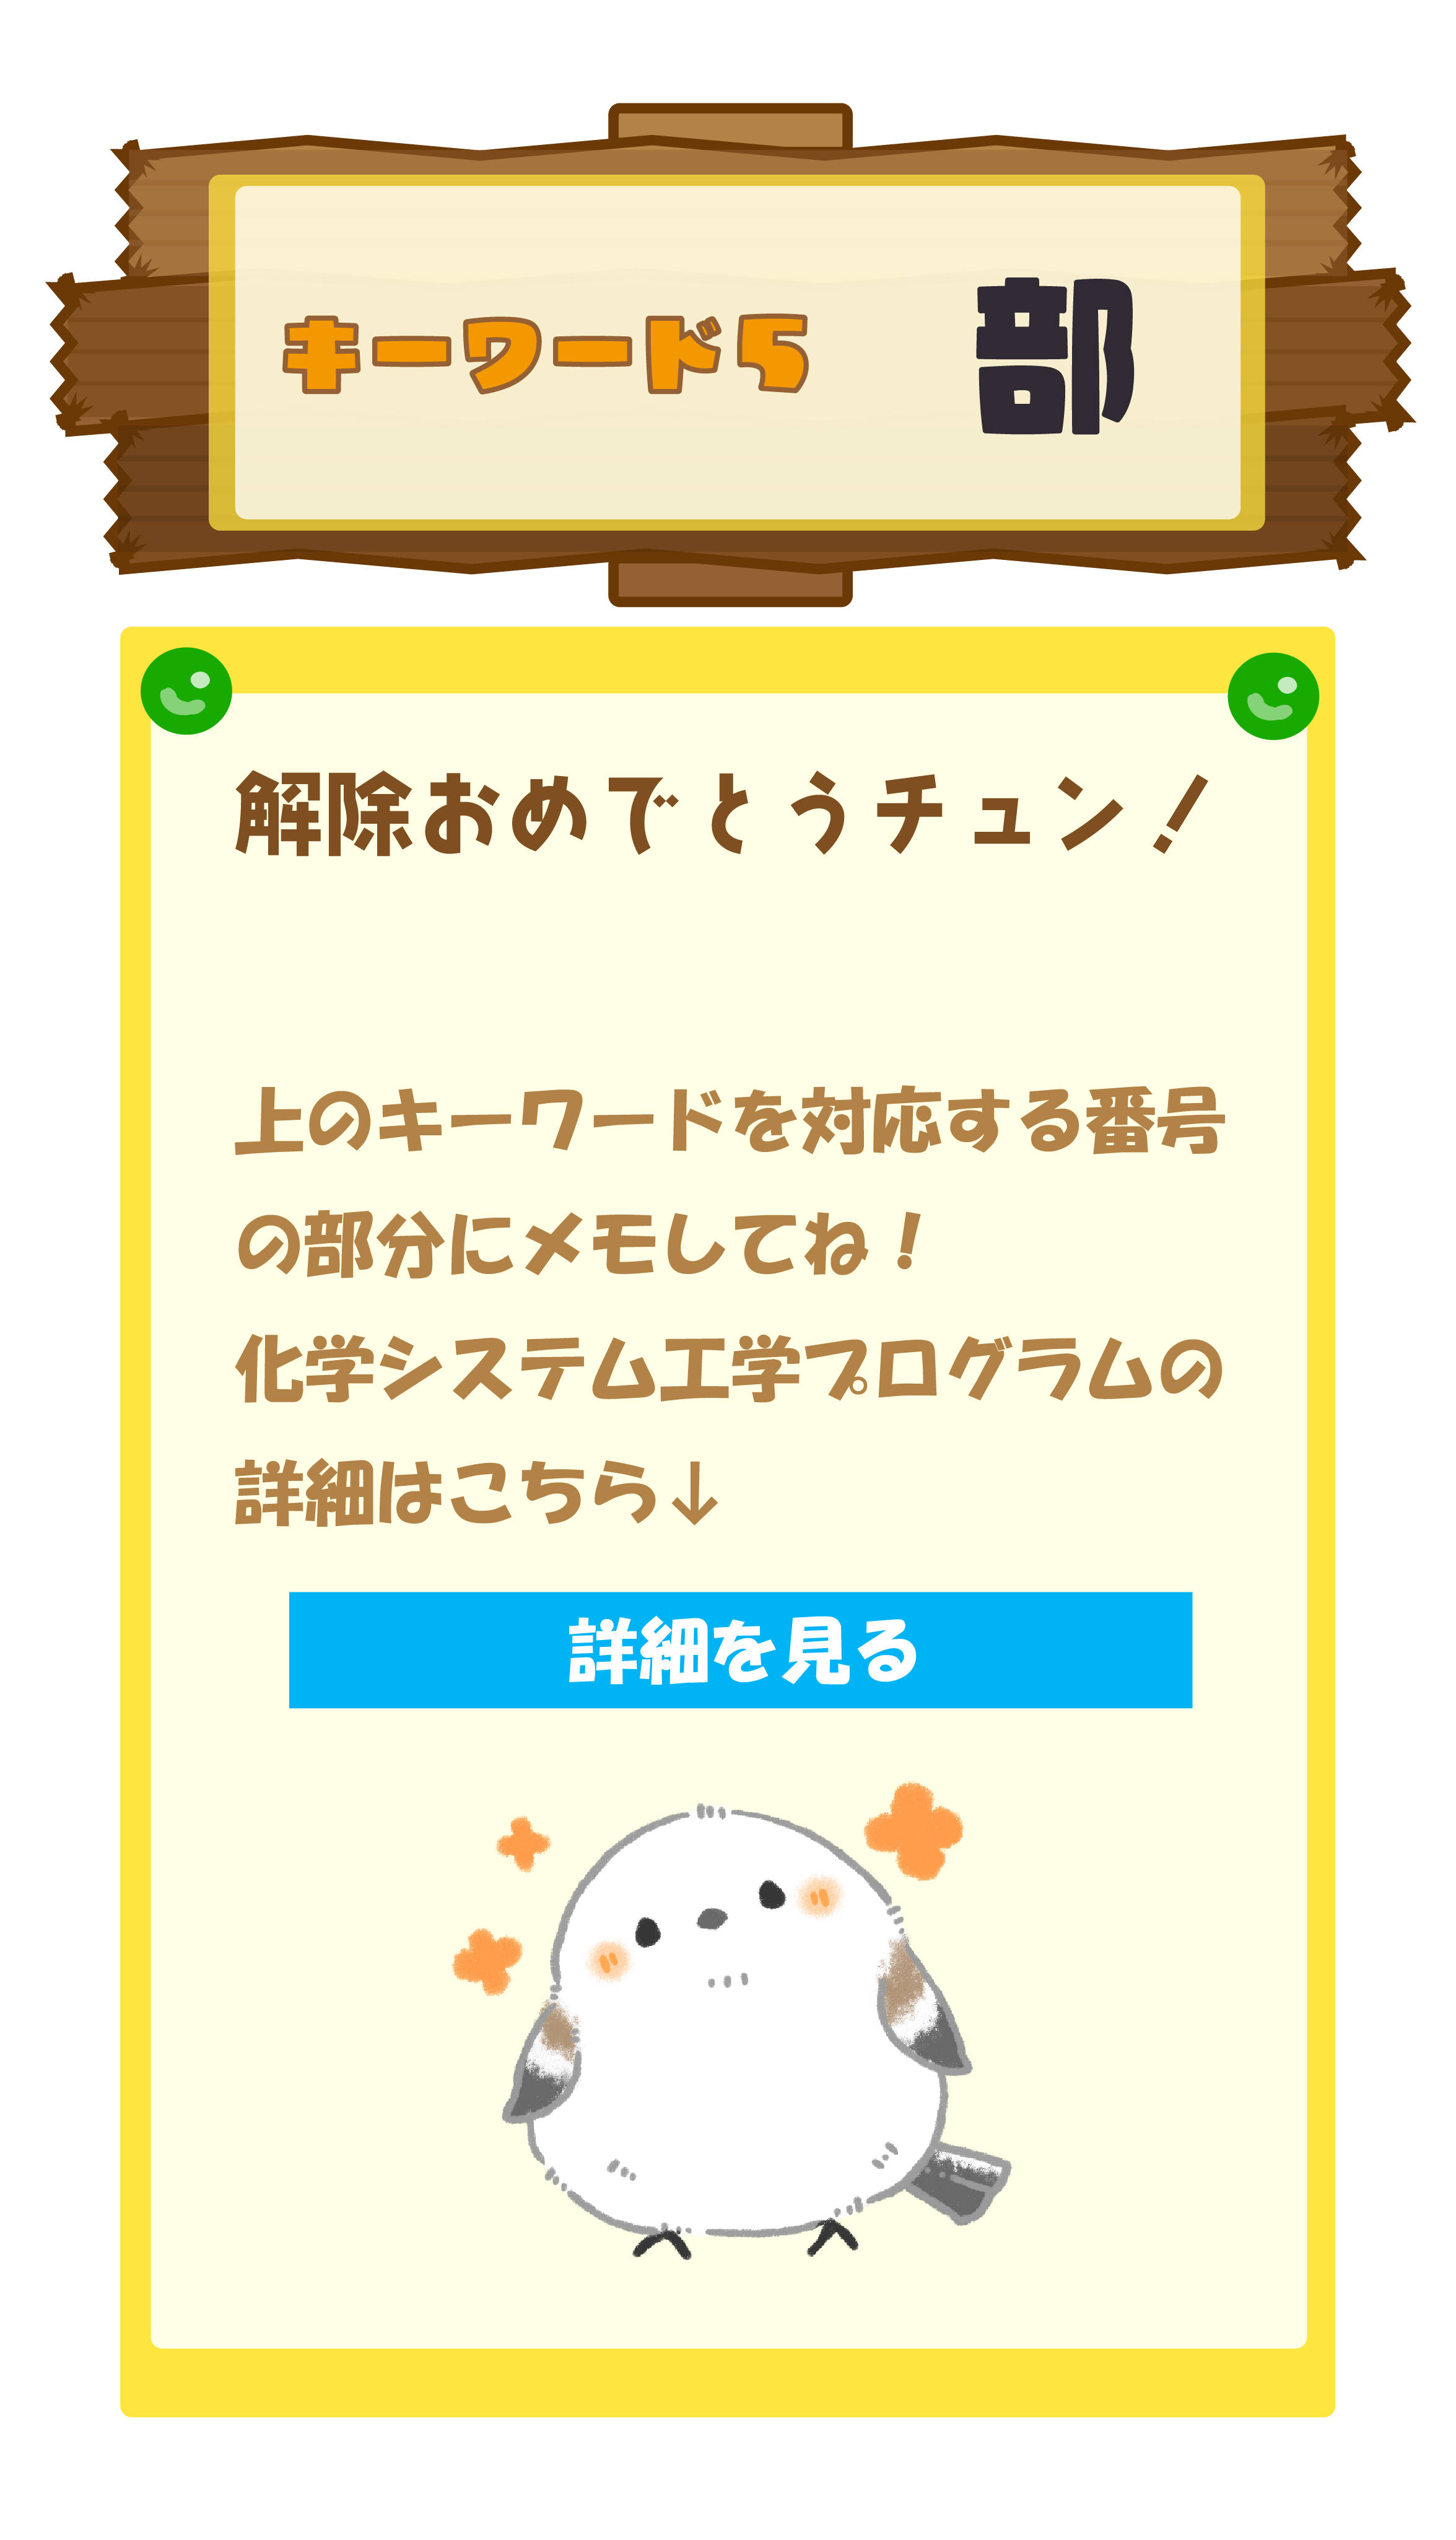 キーワード5 部
解除おめでとうチュン！
上のキーワードを対応する番号
の部分にメモしてね！
化学システム工学プログラムの
詳細はこちら↓
詳細を見る